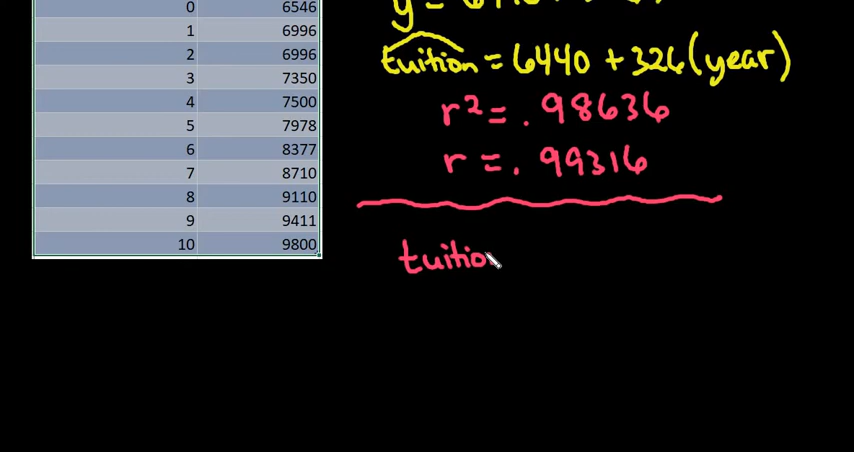 0 6546
1 6996
2 6996
3 7350
4 7500
5 7978
6 8377
7 8710
8 9110
9 9411
10 9800
y =
tuition = 6440 + 326 (year)
r² = .98636
r = .99316
tuitio